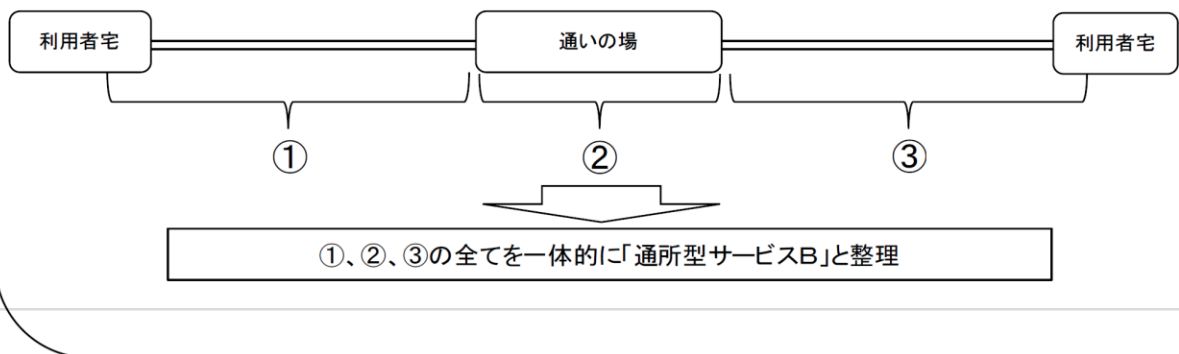 利用者宅
通いの場
利用者宅
①
②
③
①、②、③の全てを一体的に「通所型サービスB」と整理